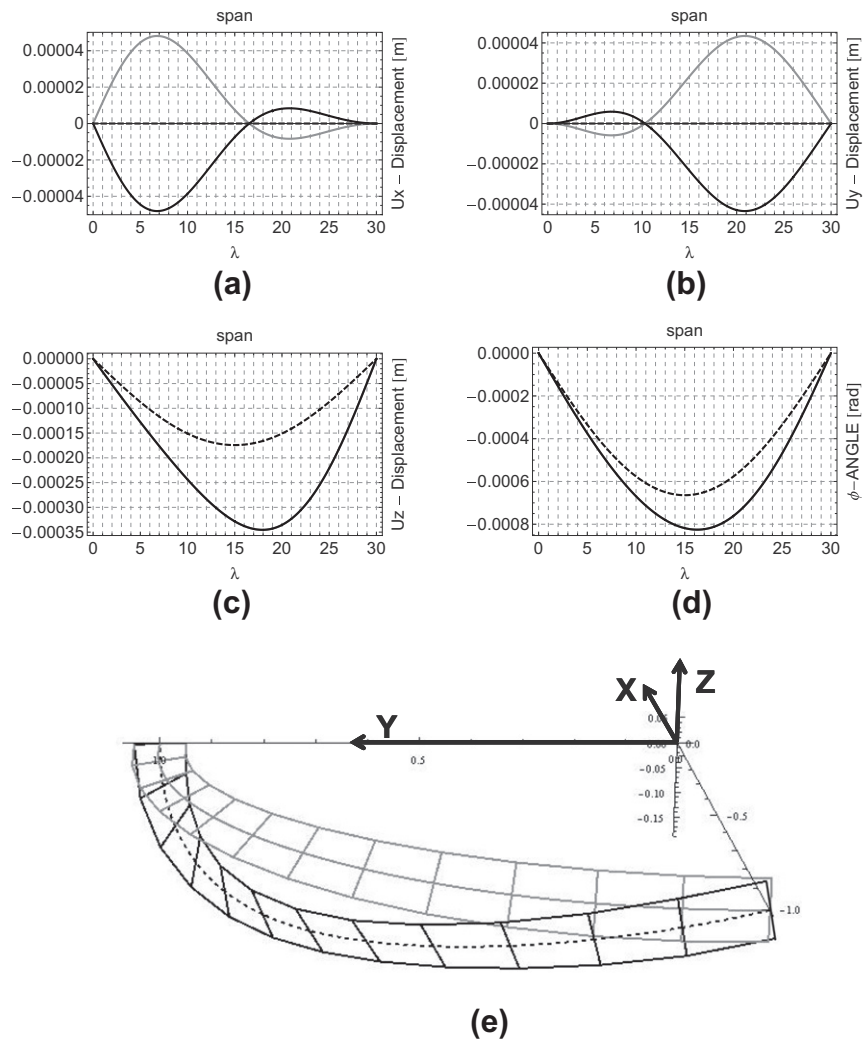 span
0.00004
0.00002
0
−0.00002
−0.00004
0 5 10 15 20 25 30
λ
Ux − Displacement [m]
(a)
span
0.00004
0.00002
0
−0.00002
−0.00004
0 5 10 15 20 25 30
λ
Uy − Displacement [m]
(b)
span
0.00000
−0.00005
−0.00010
−0.00015
−0.00020
−0.00025
−0.00030
−0.00035
0 5 10 15 20 25 30
λ
Uz − Displacement [m]
(c)
span
0.0000
−0.0002
−0.0004
−0.0006
−0.0008
0 5 10 15 20 25 30
λ
ϕ−ANGLE [rad]
(d)
X
Z
Y
0.5
0.00
0.0
-0.05
-0.10
-0.15
-0.5
-1.0
(e)